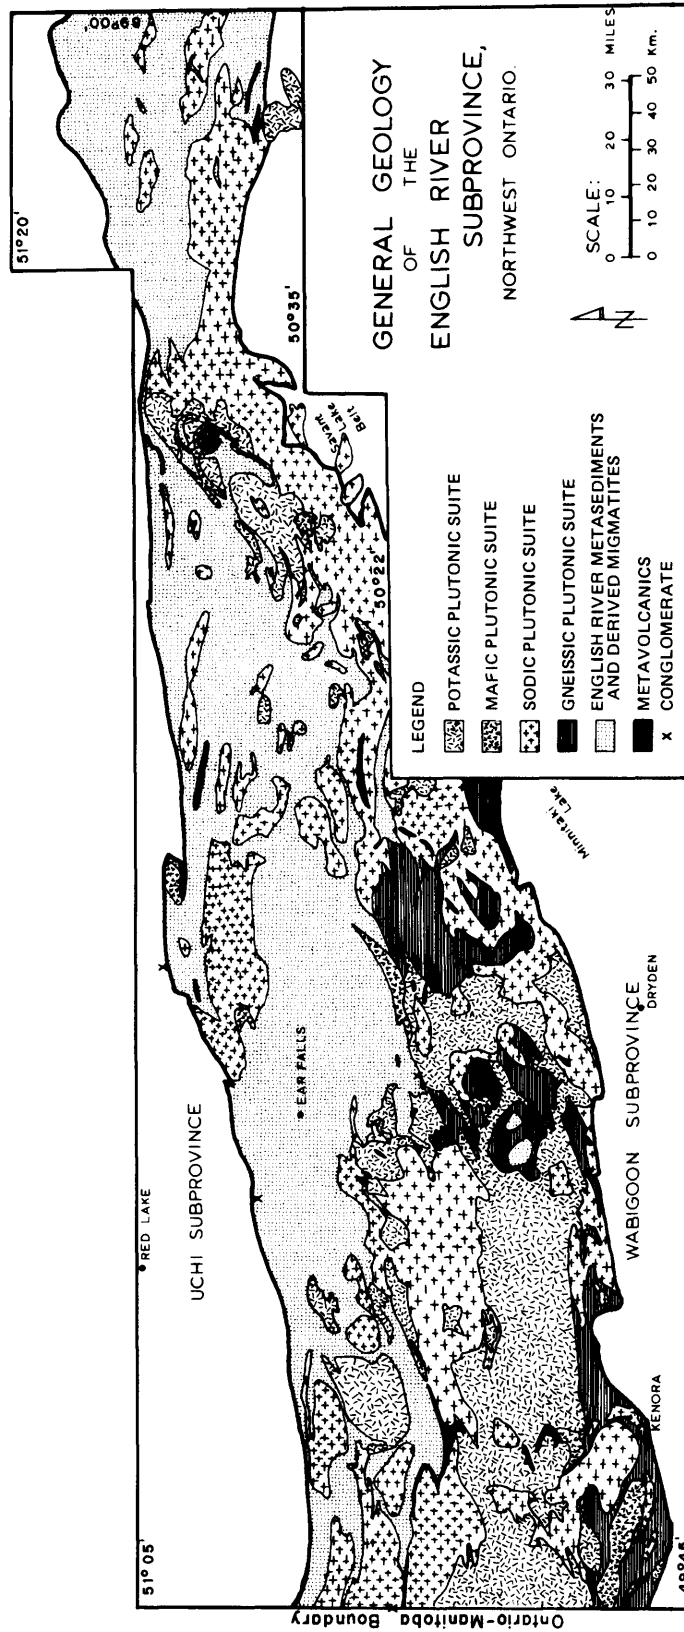 GENERAL GEOLOGY
OF THE
ENGLISH RIVER
SUBPROVINCE,
NORTHWEST ONTARIO.
SCALE:
0 10 20 30 MILES
0 10 20 30 40 50 Km.
N
LEGEND
POTASSIC PLUTONIC SUITE
MAFIC PLUTONIC SUITE
SODIC PLUTONIC SUITE
GNEISSIC PLUTONIC SUITE
ENGLISH RIVER METASEDIMENTS
AND DERIVED MIGMATITES
METAVOLCANICS
x CONGLOMERATE
51°05'
RED LAKE
UCHI SUBPROVINCE
EAR FALLS
51°20'
89°00'
50°35'
Savant
Lake
Belt
50°22'
Minnitaki Lake
DRYDEN
WABIGOON SUBPROVINCE
KENORA
49°45'
Ontario-Manitoba
Boundary